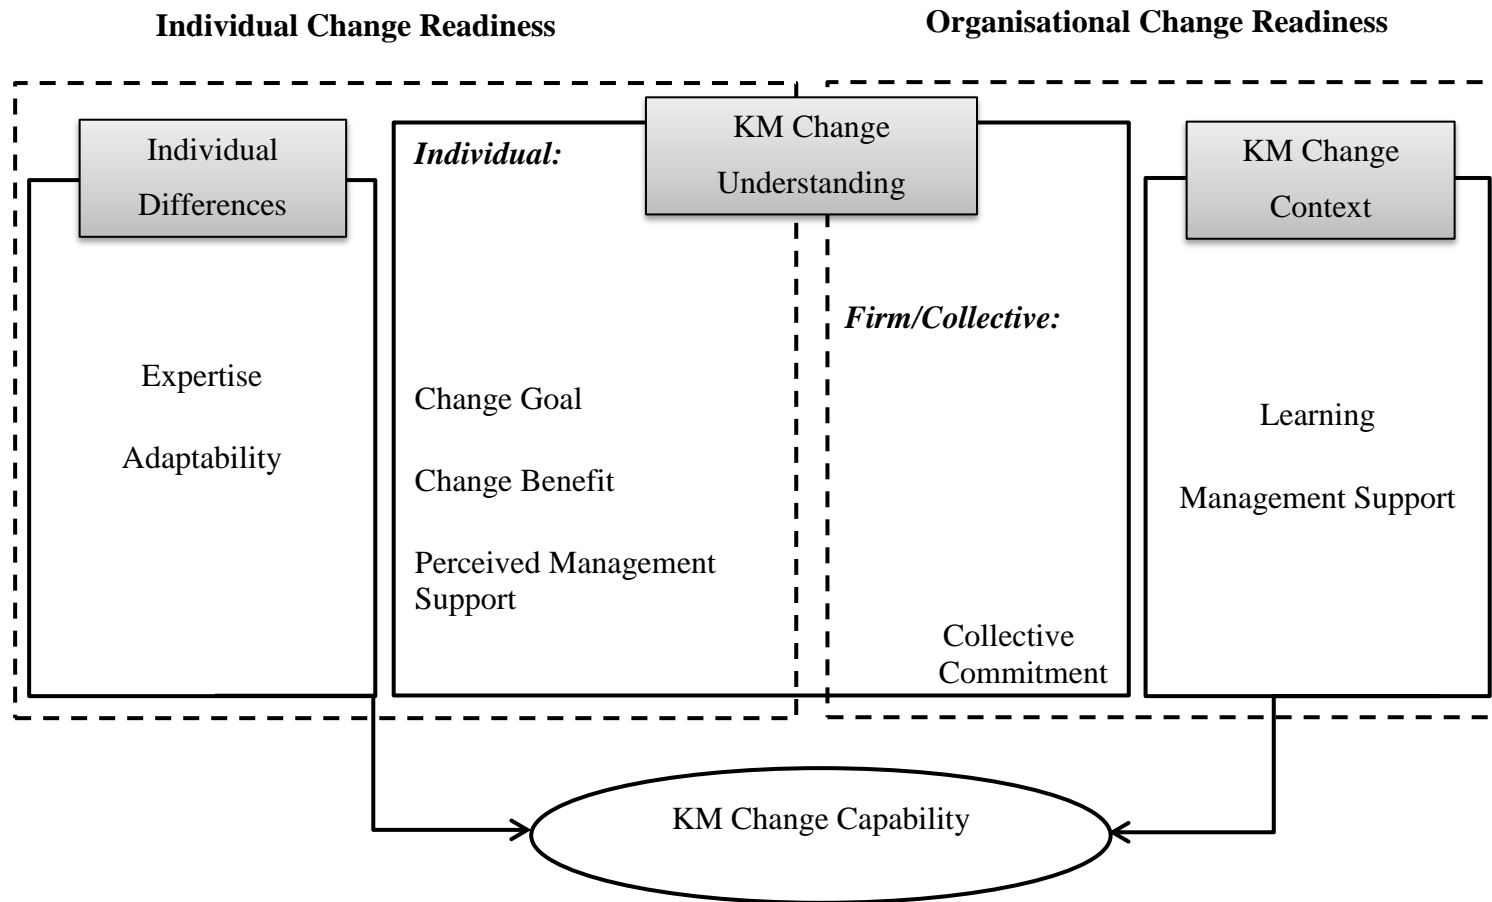 Individual Change Readiness
Organisational Change Readiness
Individual
Differences
Expertise
Adaptability
KM Change
Understanding
Individual:
Change Goal
Change Benefit
Perceived Management
Support
Firm/Collective:
Collective
Commitment
KM Change
Context
Learning
Management Support
KM Change Capability